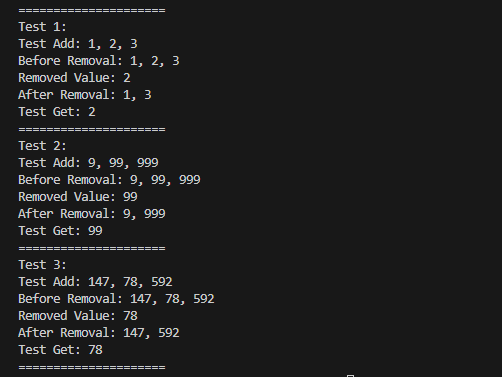 =====================
Test 1:
Test Add: 1, 2, 3
Before Removal: 1, 2, 3
Removed Value: 2
After Removal: 1, 3
Test Get: 2
=====================
Test 2:
Test Add: 9, 99, 999
Before Removal: 9, 99, 999
Removed Value: 99
After Removal: 9, 999
Test Get: 99
=====================
Test 3:
Test Add: 147, 78, 592
Before Removal: 147, 78, 592
Removed Value: 78
After Removal: 147, 592
Test Get: 78
=====================